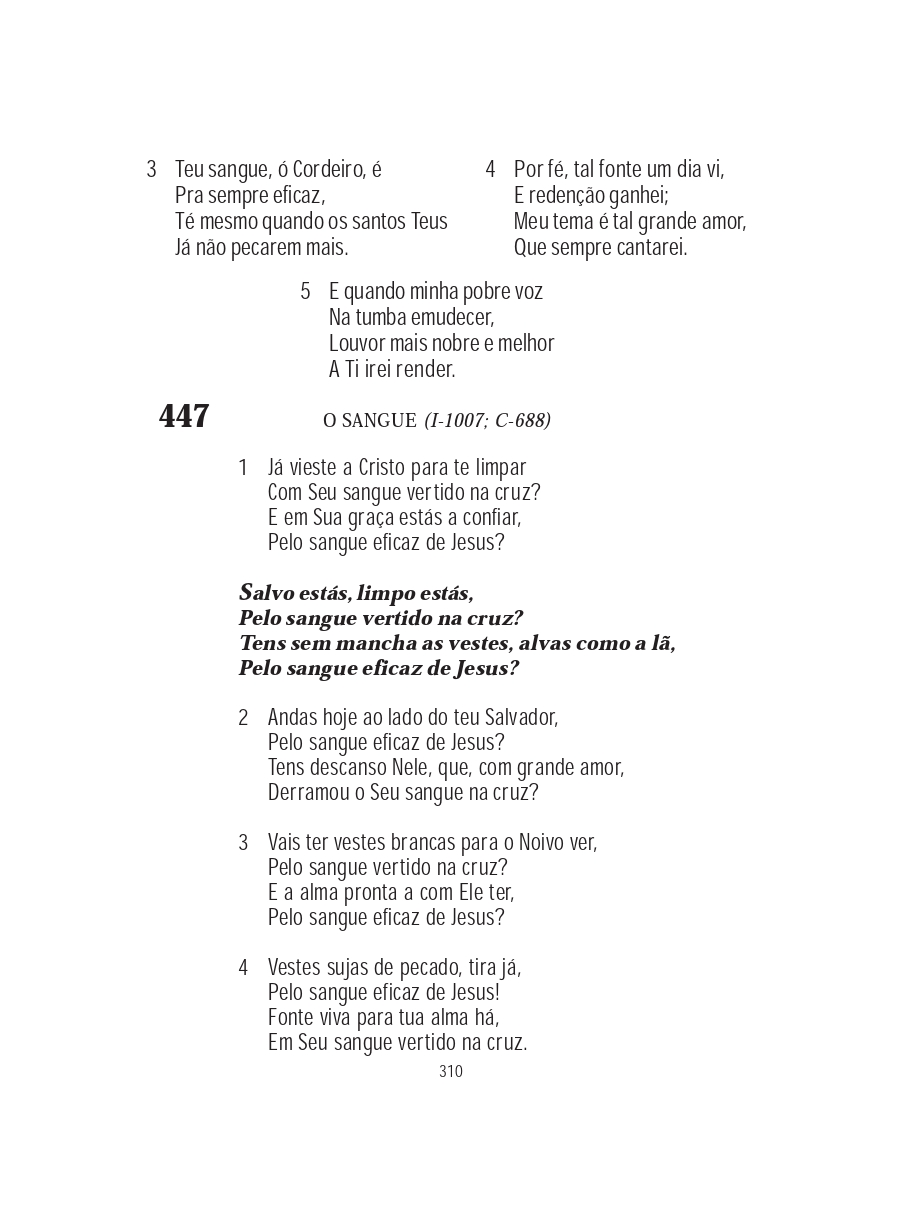 3 Teu sangue, ó Cordeiro, é
Pra sempre eficaz,
Té mesmo quando os santos Teus
Já não pecarem mais.
4 Por fé, tal fonte um dia vi,
E redenção ganhei;
Meu tema é tal grande amor,
Que sempre cantarei.
5 E quando minha pobre voz
Na tumba emudecer,
Louvor mais nobre e melhor
A Ti irei render.
447 O SANGUE (I-1007; C-688)
1 Já vieste a Cristo para te limpar
Com Seu sangue vertido na cruz?
E em Sua graça estás a confiar,
Pelo sangue eficaz de Jesus?
Salvo estás, limpo estás,
Pelo sangue vertido na cruz?
Tens sem mancha as vestes, alvas como a lã,
Pelo sangue eficaz de Jesus?
2 Andas hoje ao lado do teu Salvador,
Pelo sangue eficaz de Jesus?
Tens descanso Nele, que, com grande amor,
Derramou o Seu sangue na cruz?
3 Vais ter vestes brancas para o Noivo ver,
Pelo sangue vertido na cruz?
E a alma pronta a com Ele ter,
Pelo sangue eficaz de Jesus?
4 Vestes sujas de pecado, tira já,
Pelo sangue eficaz de Jesus!
Fonte viva para tua alma há,
Em Seu sangue vertido na cruz.
310